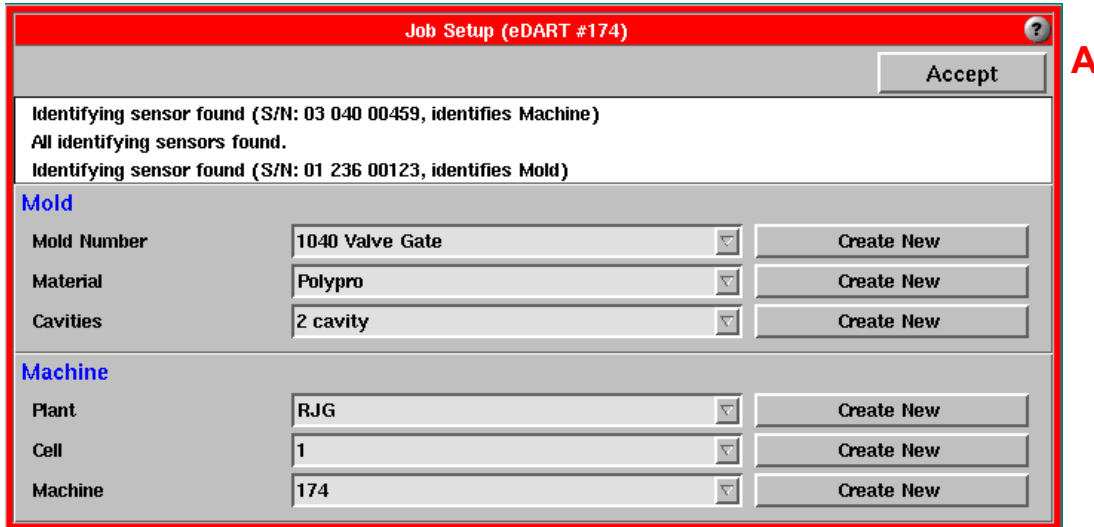 Job Setup (eDART #174)
?
Accept
A
Identifying sensor found (S/N: 03 040 00459, identifies Machine)
All identifying sensors found.
Identifying sensor found (S/N: 01 236 00123, identifies Mold)
Mold
Mold Number 1040 Valve Gate Create New
Material Polypro Create New
Cavities 2 cavity Create New
Machine
Plant RJG Create New
Cell 1 Create New
Machine 174 Create New